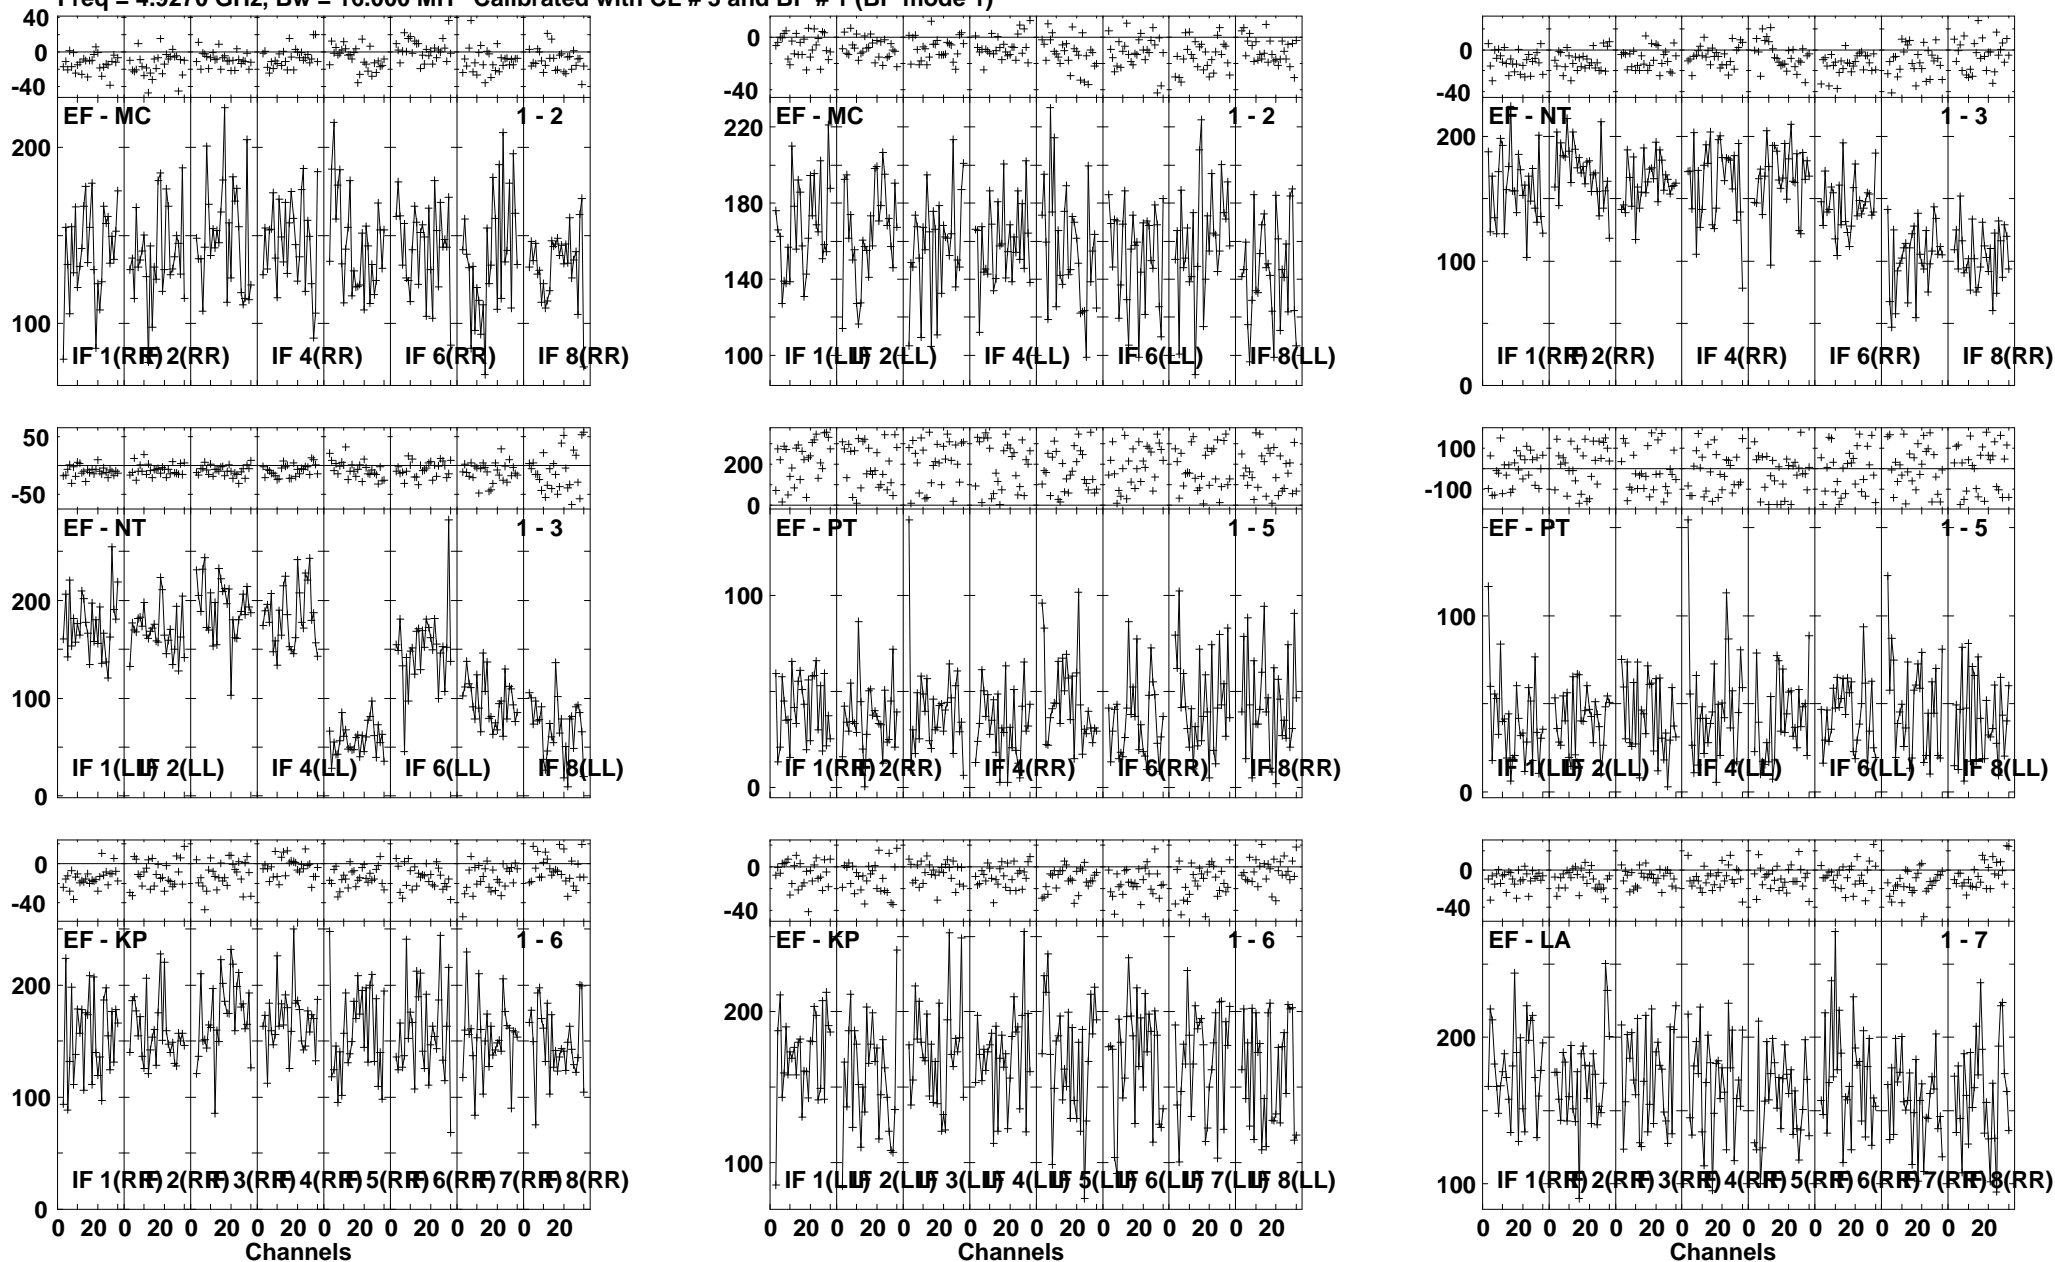 Freq = 4.9270 GHz, Bw = 16.000 MH Calibrated with CL # 3 and BP # 1 (BP mode 1)
40
0
-40
EF - MC 1 - 2
200
100
IF 1(RR) IF 2(RR) IF 4(RR) IF 6(RR) IF 8(RR)
0
-40
EF - MC 1 - 2
220
180
140
100
IF 1(LL) IF 2(LL) IF 4(LL) IF 6(LL) IF 8(LL)
0
-40
EF - NT 1 - 3
200
100
0
IF 1(RR) IF 2(RR) IF 4(RR) IF 6(RR) IF 8(RR)
50
-50
EF - NT 1 - 3
200
100
0
IF 1(LL) IF 2(LL) IF 4(LL) IF 6(LL) IF 8(LL)
200
0
EF - PT 1 - 5
100
0
IF 1(RR) IF 2(RR) IF 4(RR) IF 6(RR) IF 8(RR)
100
-100
EF - PT 1 - 5
100
0
IF 1(LL) IF 2(LL) IF 4(LL) IF 6(LL) IF 8(LL)
0
-40
EF - KP 1 - 6
200
100
0
IF 1(RR) IF 2(RR) IF 3(RR) IF 4(RR) IF 5(RR) IF 6(RR) IF 7(RR) IF 8(RR)
0 20 0 20 0 20 0 20 0 20 0 20 0 20 0 20
Channels
0
-40
EF - KP 1 - 6
200
100
IF 1(LL) IF 2(LL) IF 3(LL) IF 4(LL) IF 5(LL) IF 6(LL) IF 7(LL) IF 8(LL)
0 20 0 20 0 20 0 20 0 20 0 20 0 20 0 20
Channels
0
-40
EF - LA 1 - 7
200
100
IF 1(RR) IF 2(RR) IF 3(RR) IF 4(RR) IF 5(RR) IF 6(RR) IF 7(RR) IF 8(RR)
0 20 0 20 0 20 0 20 0 20 0 20 0 20 0 20
Channels